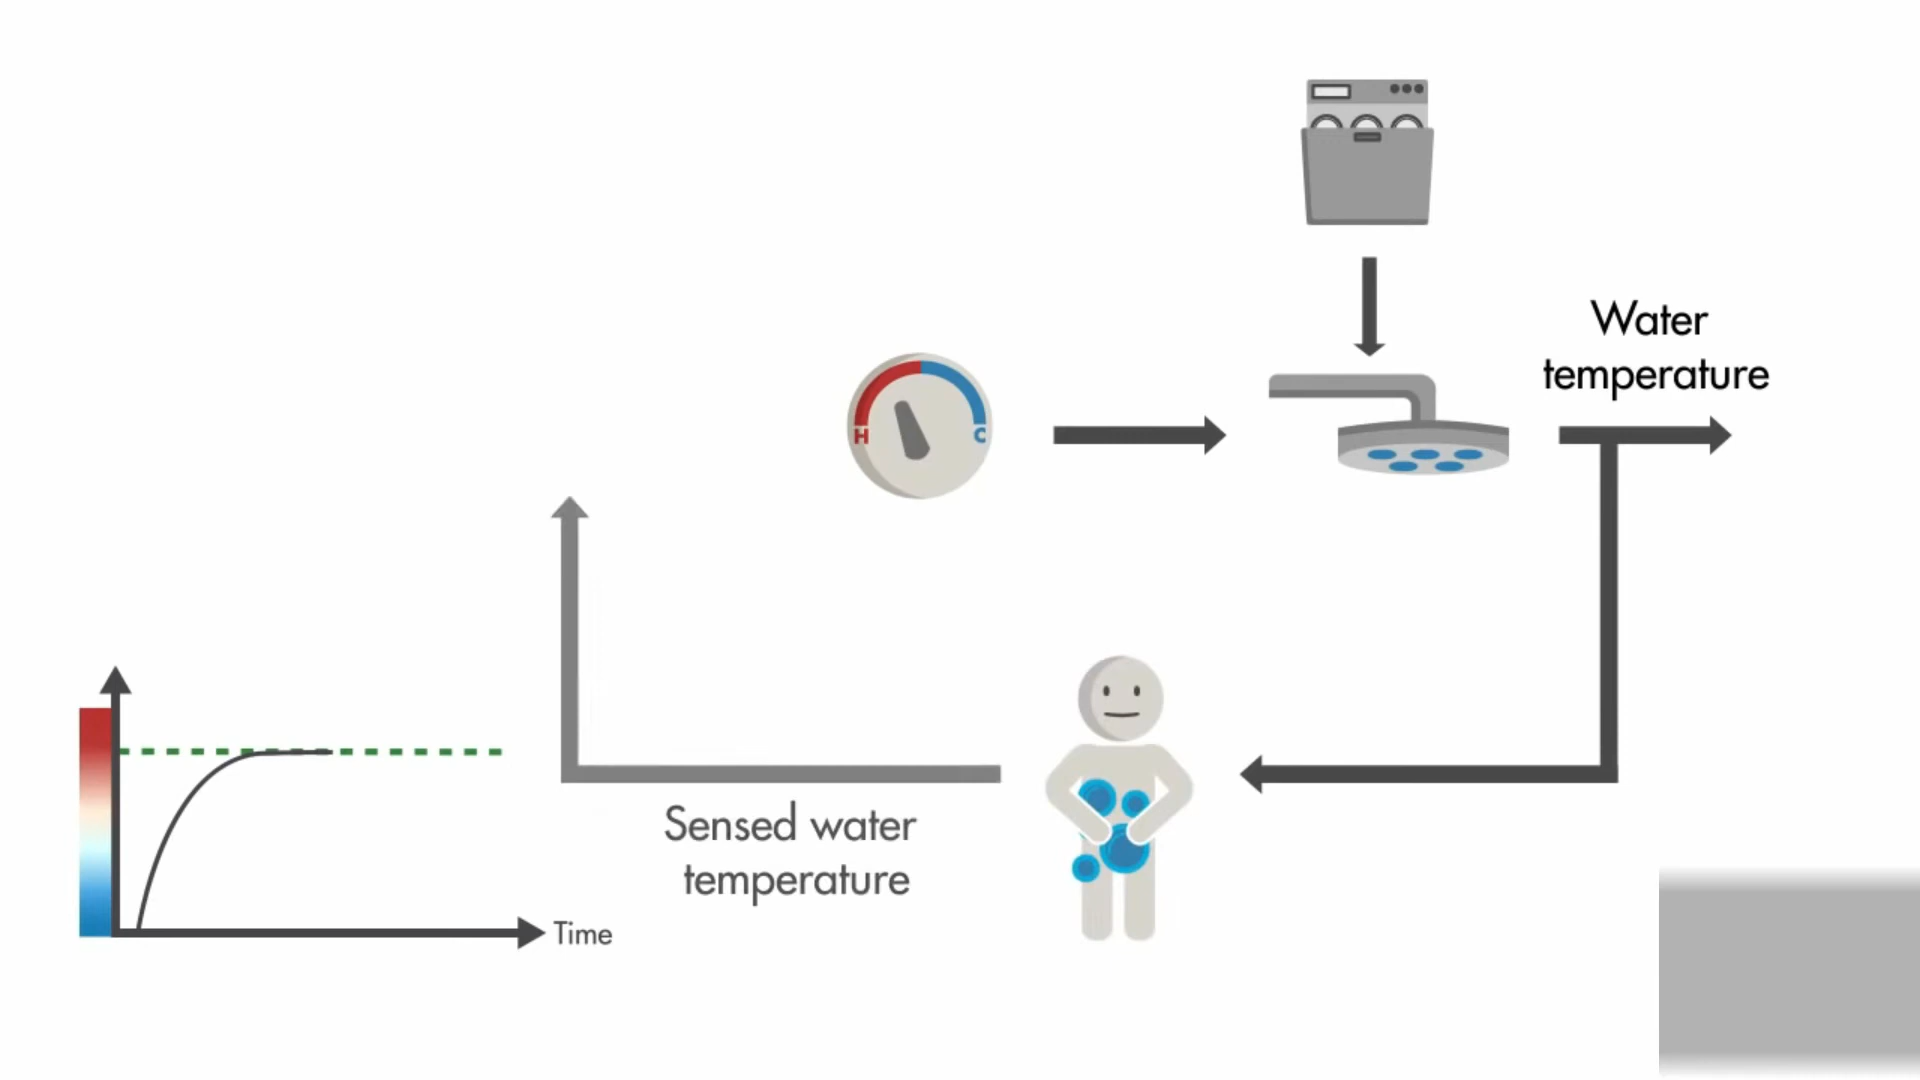 Water
temperature
H C
Sensed water
temperature
Time